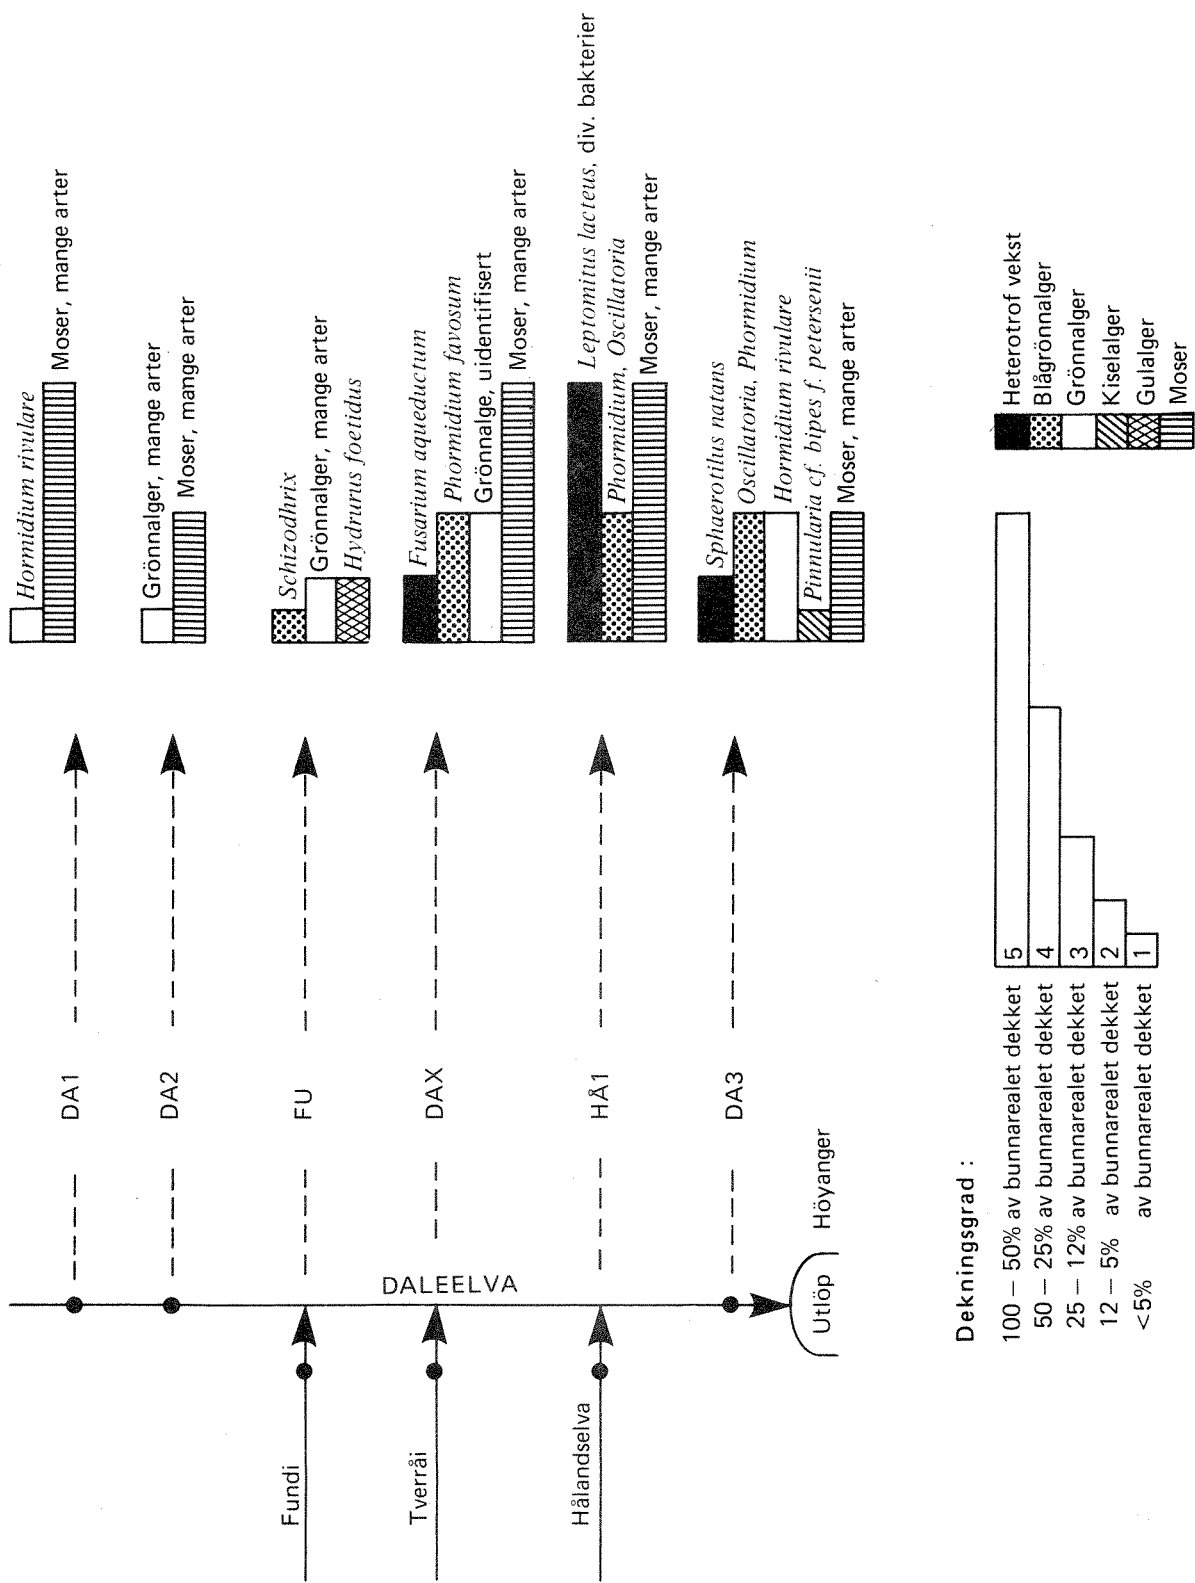 Hormidium rivulare
Moser, mange arter
Grönnalger, mange arter
Moser, mange arter
Schizodhrix
Grönnalger, mange arter
Hydrurus foetidus
Fusarium aqueductum
Phormidium favosum
Grönnalge, uidentifisert
Moser, mange arter
Leptomitus lacteus, div. bakterier
Phormidium, Oscillatoria
Moser, mange arter
Sphaerotilus natans
Oscillatoria, Phormidium
Hormidium rivulare
Pinnularia cf. bipes f. petersenii
Moser, mange arter
DA1
DA2
FU
DAX
HÅ1
DA3
DALEELVA
Utlöp
Höyanger
Fundi
Tverråi
Hålandselva
Dekningsgrad :
100 – 50% av bunnarealet dekket 5
50 – 25% av bunnarealet dekket 4
25 – 12% av bunnarealet dekket 3
12 – 5% av bunnarealet dekket 2
<5% av bunnarealet dekket 1
Heterotrof vekst
Blågrönnalger
Grönnalger
Kiselalger
Gulalger
Moser